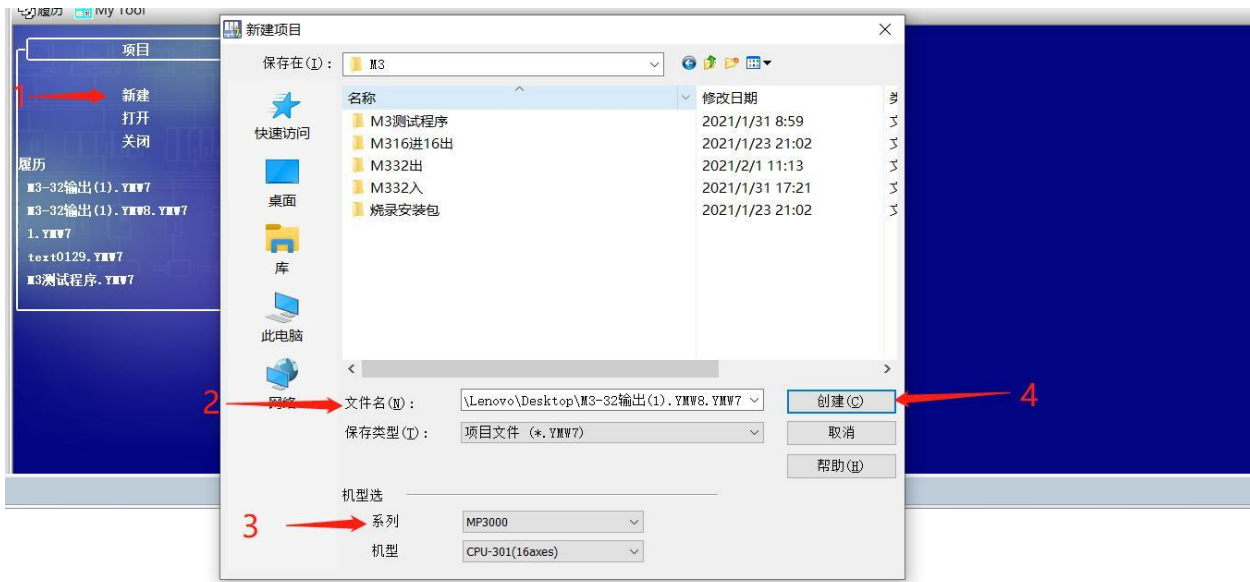 履历 My Tool
项目
1
新建
打开
关闭
履历
M3-32输出(1).YMW7
M3-32输出(1).YMW8.YMW7
1.YMW7
text0129.YMW7
M3测试程序.YMW7
新建项目
保存在(I): M3
名称 修改日期
M3测试程序 2021/1/31 8:59
M316进16出 2021/1/23 21:02
M332出 2021/2/1 11:13
M332入 2021/1/31 17:21
烧录安装包 2021/1/23 21:02
快速访问
桌面
库
此电脑
网络
2 文件名(N): \Lenovo\Desktop\M3-32输出(1).YMW8.YMW7 创建(C) 4
保存类型(T): 项目文件 (*.YMW7) 取消
帮助(H)
机型选
3 系列 MP3000
机型 CPU-301(16axes)